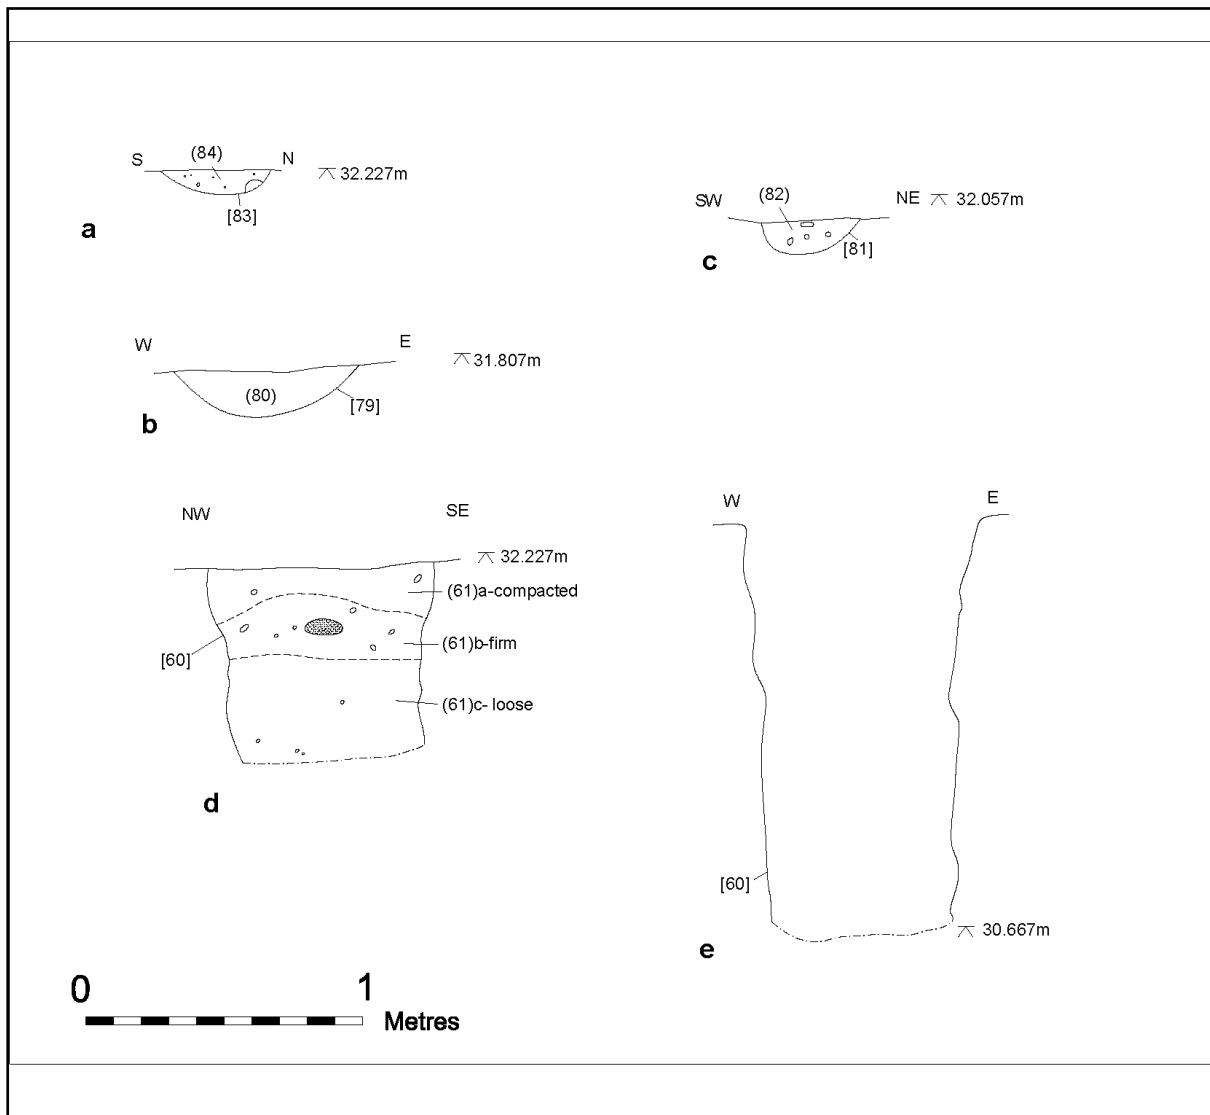 S
(84)
N
32.227m
[83]
a
SW
(82)
NE
32.057m
[81]
c
W
E
31.807m
(80)
[79]
b
NW
SE
32.227m
(61)a-compacted
(61)b-firm
[60]
(61)c- loose
d
W
E
[60]
30.667m
e
0
1
Metres